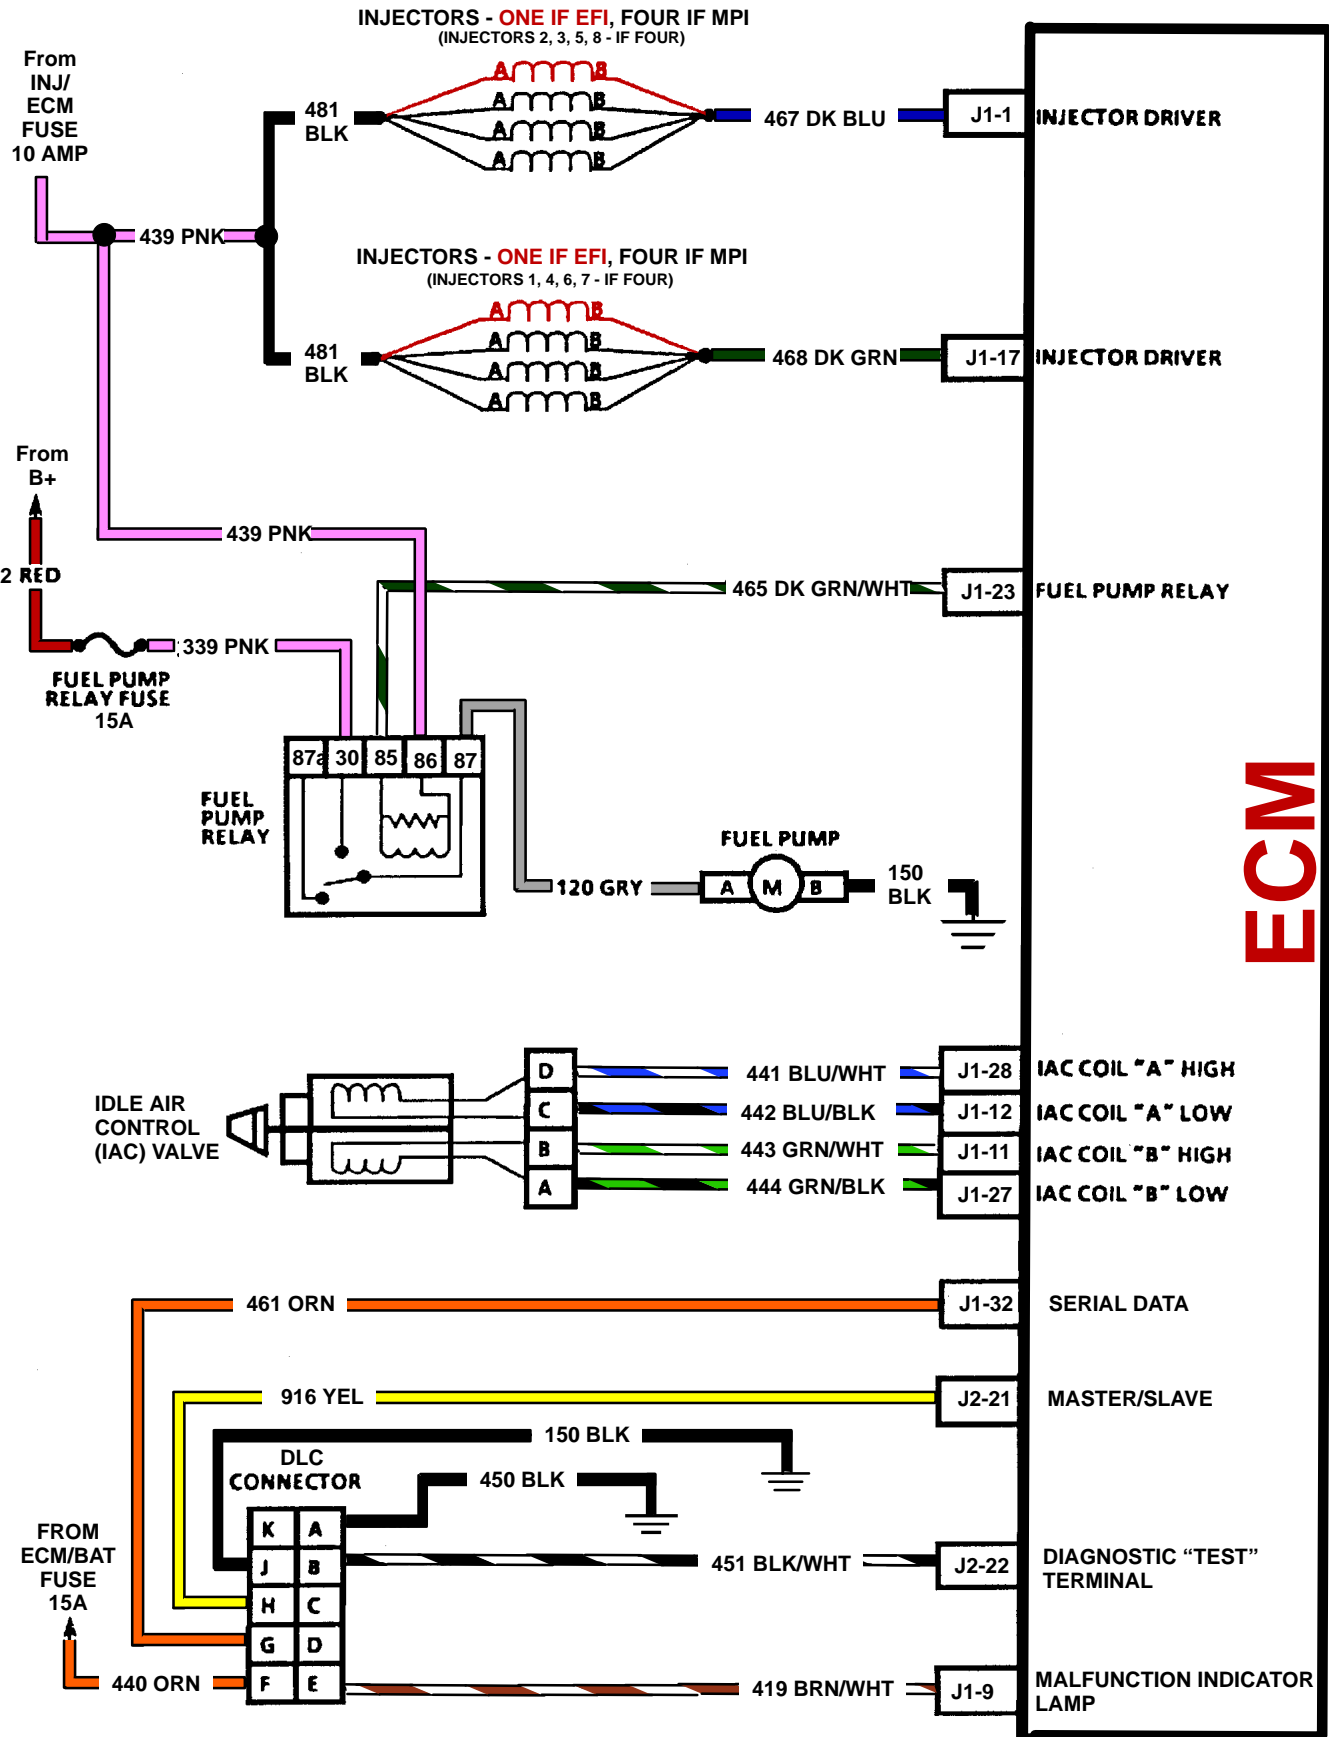 INJECTORS - ONE IF EFI, FOUR IF MPI
(INJECTORS 2, 3, 5, 8 - IF FOUR)
From
INJ/
ECM
FUSE
10 AMP
A B
A B
A B
A B
481
BLK
467 DK BLU
J1-1
INJECTOR DRIVER
439 PNK
INJECTORS - ONE IF EFI, FOUR IF MPI
(INJECTORS 1, 4, 6, 7 - IF FOUR)
A B
A B
A B
A B
481
BLK
468 DK GRN
J1-17
INJECTOR DRIVER
From
B+
439 PNK
2 RED
465 DK GRN/WHT
J1-23
FUEL PUMP RELAY
339 PNK
FUEL PUMP
RELAY FUSE
15A
87a 30 85 86 87
FUEL
PUMP
RELAY
FUEL PUMP
120 GRY
A M B
150
BLK
ECM
IDLE AIR
CONTROL
(IAC) VALVE
D
441 BLU/WHT
J1-28
IAC COIL "A" HIGH
C
442 BLU/BLK
J1-12
IAC COIL "A" LOW
B
443 GRN/WHT
J1-11
IAC COIL "B" HIGH
A
444 GRN/BLK
J1-27
IAC COIL "B" LOW
461 ORN
J1-32
SERIAL DATA
916 YEL
J2-21
MASTER/SLAVE
150 BLK
DLC
CONNECTOR
450 BLK
K A
J B
H C
G D
F E
FROM
ECM/BAT
FUSE
15A
451 BLK/WHT
J2-22
DIAGNOSTIC “TEST”
TERMINAL
440 ORN
419 BRN/WHT
J1-9
MALFUNCTION INDICATOR
LAMP